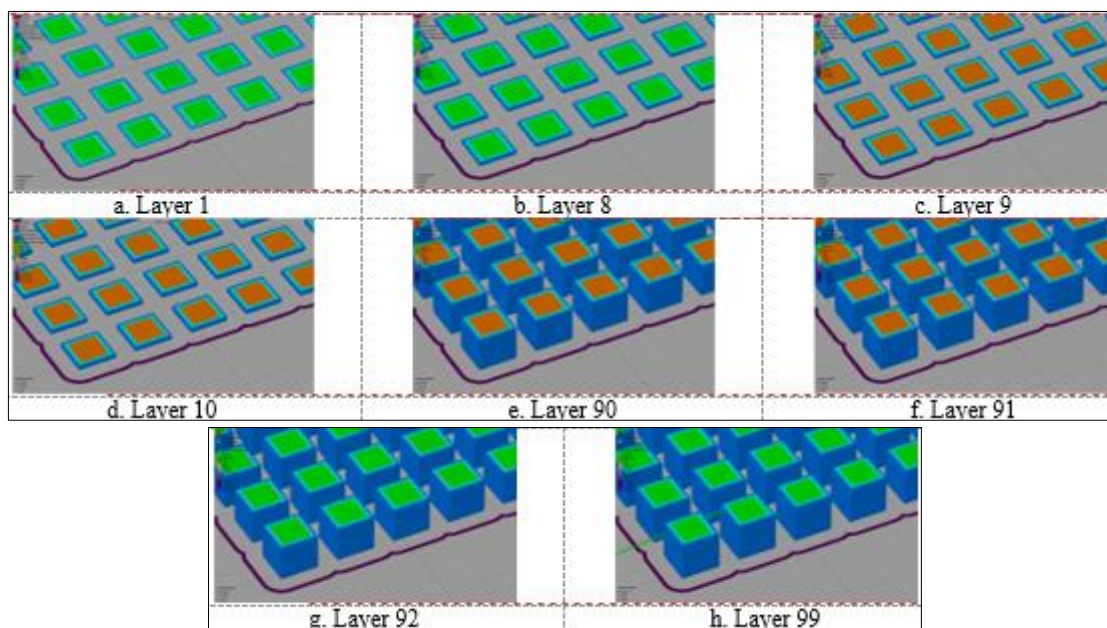 a. Layer 1
b. Layer 8
c. Layer 9
d. Layer 10
e. Layer 90
f. Layer 91
g. Layer 92
h. Layer 99